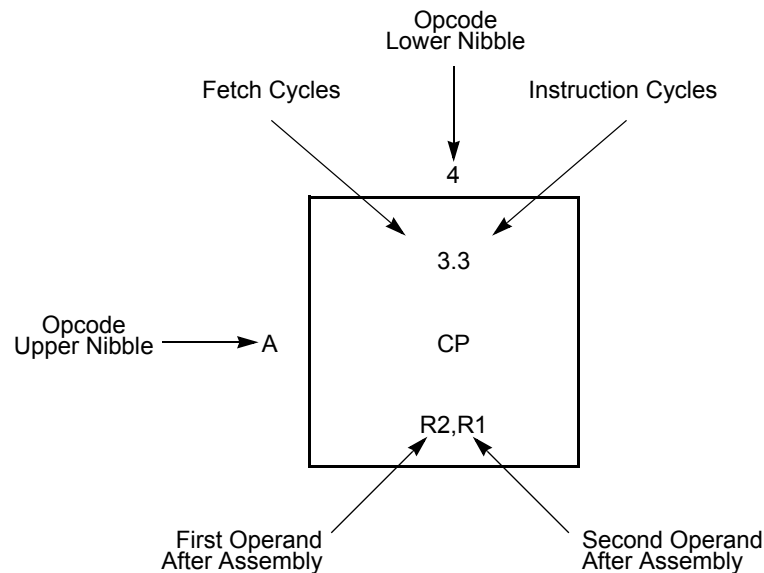 Opcode
Lower Nibble
Fetch Cycles
Instruction Cycles
4
3.3
Opcode
Upper Nibble
A
CP
R2,R1
First Operand
After Assembly
Second Operand
After Assembly